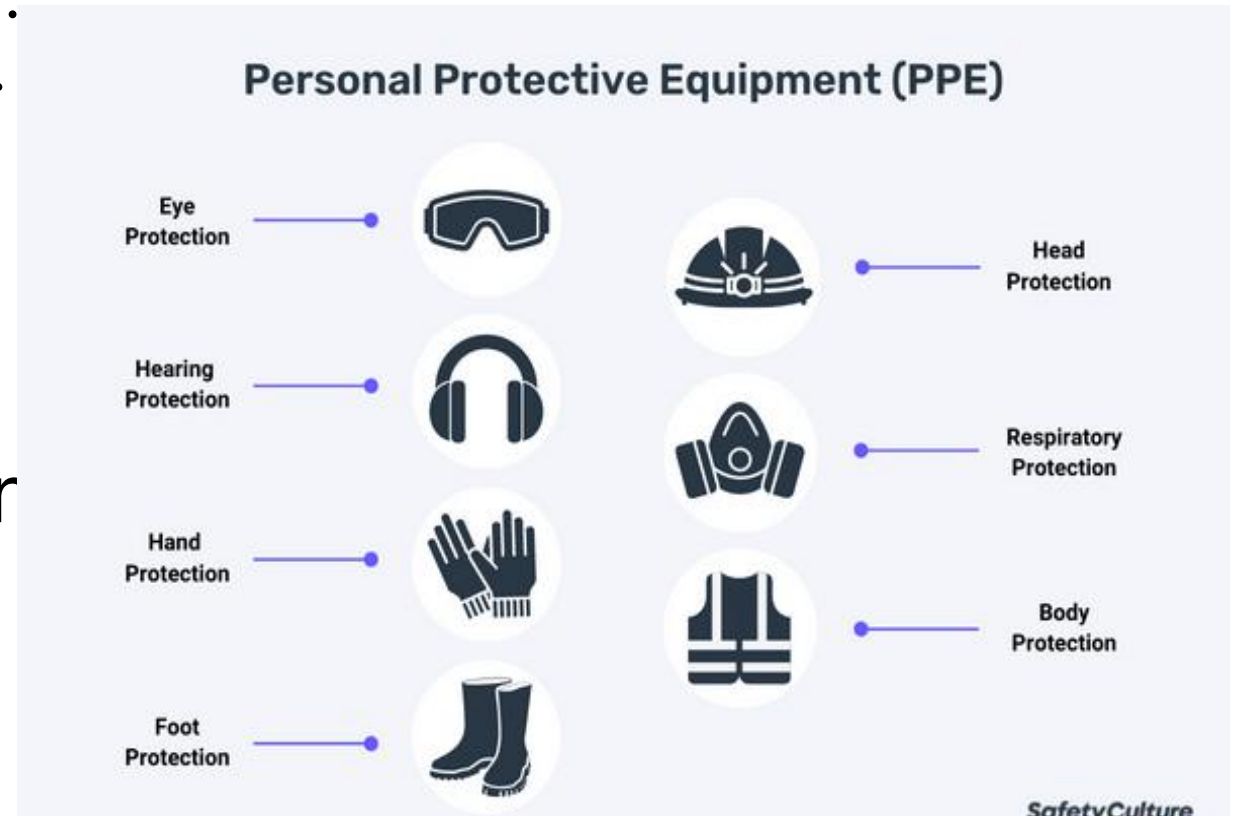 Personal Protective Equipment (PPE)
Eye
Protection
Hearing
Protection
Hand
Protection
Foot
Protection
Head
Protection
Respiratory
Protection
Body
Protection
SafetyCulture